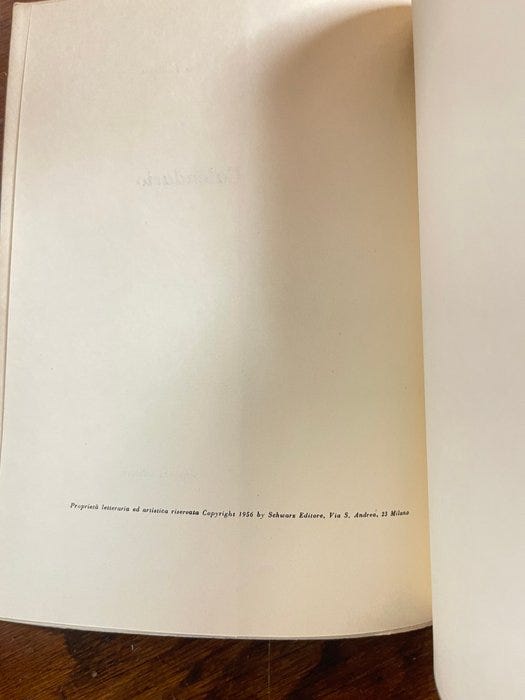 Proprietà letteraria ed artistica riservata Copyright 1956 by Schwarz Editore, Via S. Andrea, 23 Milano